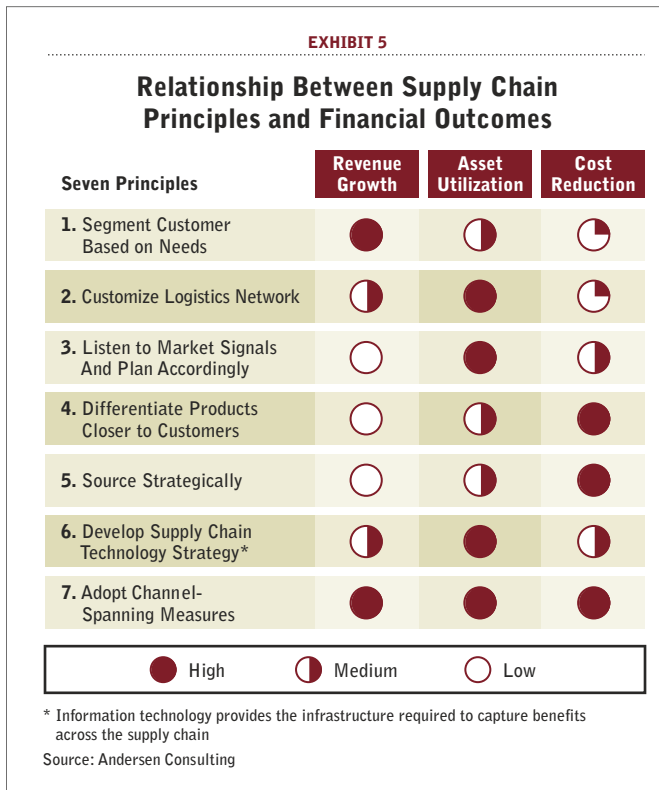 EXHIBIT 5
Relationship Between Supply Chain
Principles and Financial Outcomes
Seven Principles
Revenue
Growth
Asset
Utilization
Cost
Reduction
1. Segment Customer
Based on Needs
2. Customize Logistics Network
3. Listen to Market Signals
And Plan Accordingly
4. Differentiate Products
Closer to Customers
5. Source Strategically
6. Develop Supply Chain
Technology Strategy*
7. Adopt Channel-
Spanning Measures
High Medium Low
* Information technology provides the infrastructure required to capture benefits
across the supply chain
Source: Andersen Consulting